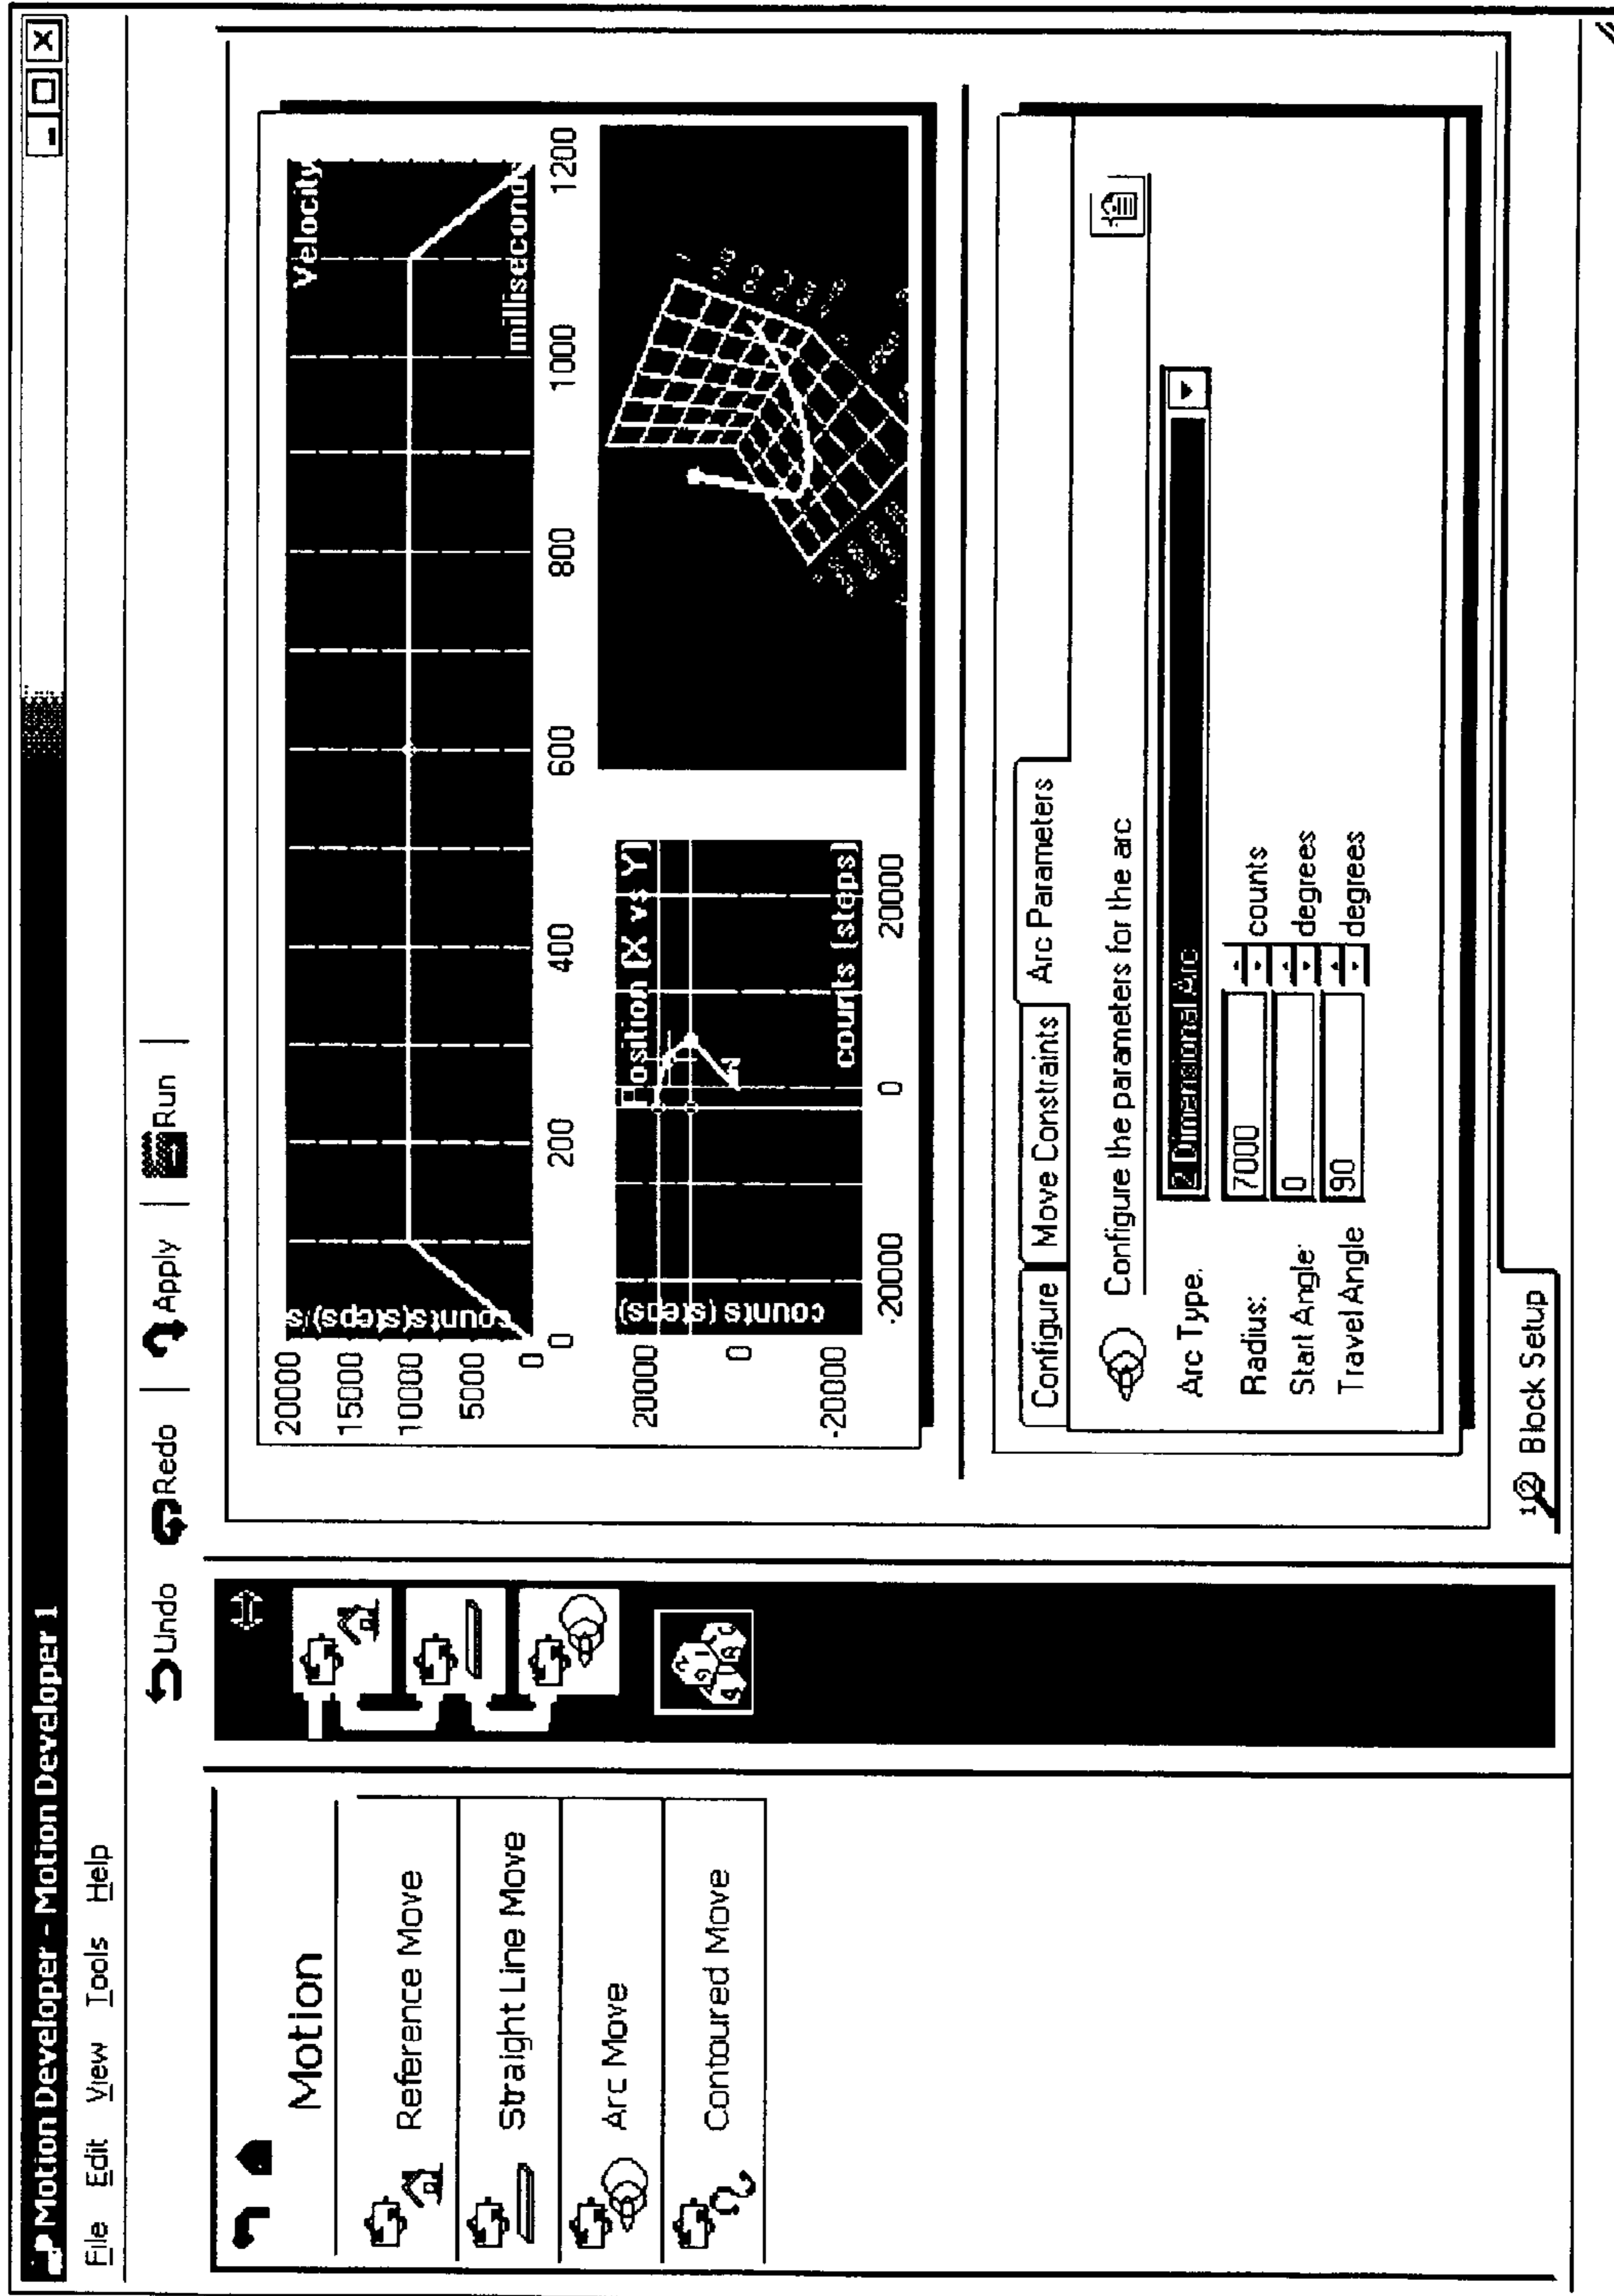 Motion Developer - Motion Developer 1
File Edit View Tools Help
Undo Redo Apply Run
Motion
Reference Move
Straight Line Move
Arc Move
Contoured Move
Velocity
20000
15000
10000
5000
0
counts(steps)/s
milliseconds
0 200 400 600 800 1000 1200
Position (X vs Y)
20000
0
-20000
counts (steps)
counts (steps)
-20000 0 20000
Configure Move Constraints Arc Parameters
Configure the parameters for the arc
Arc Type:
2 Dimensional Arc
Radius: 7000 counts
Start Angle: 0 degrees
Travel Angle 90 degrees
Block Setup